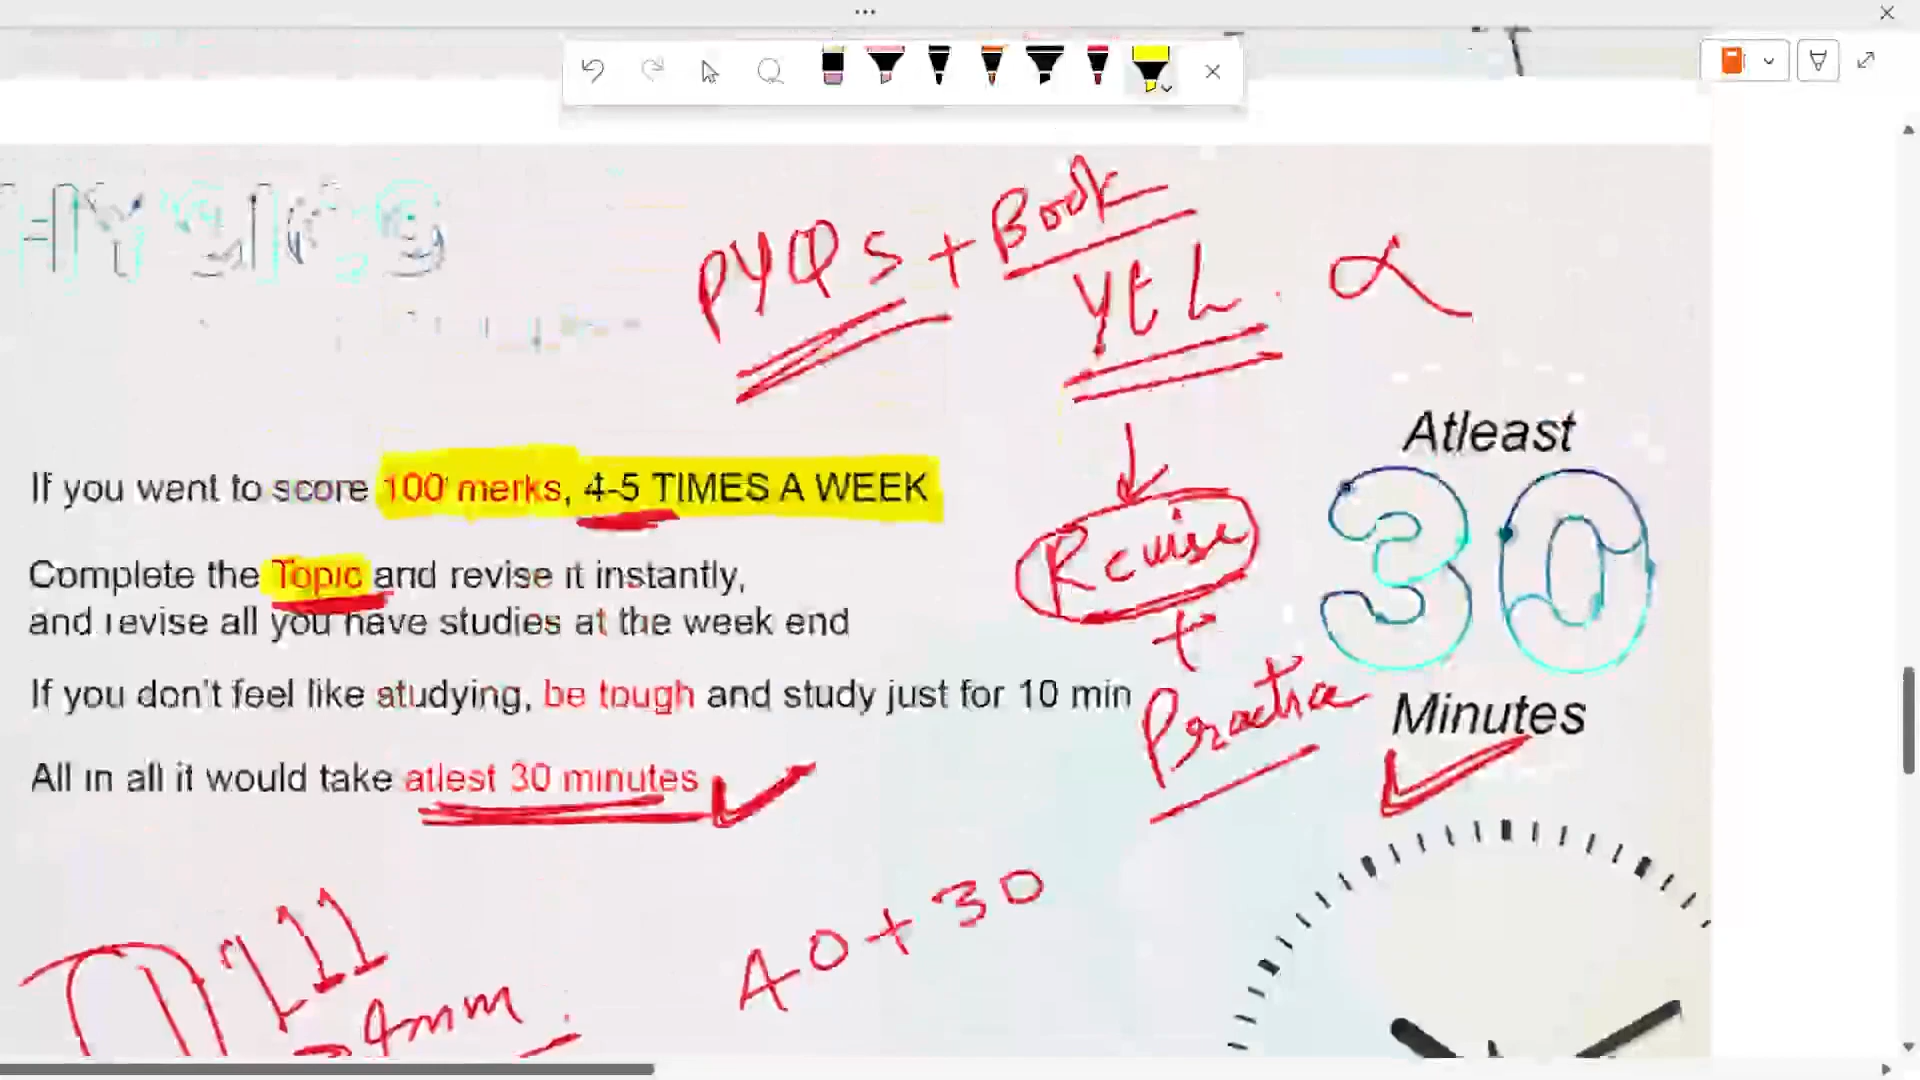 PHYSICS
PYQS + Book
Yt L. α
If you went to score 100 merks, 4-5 TIMES A WEEK
Complete the Topic and revise it instantly,
and revise all you have studies at the week end
If you don't feel like studying, be tough and study just for 10 min
All in all it would take atlest 30 minutes
Revise
+
Practice
Atleast
30
Minutes
40+30